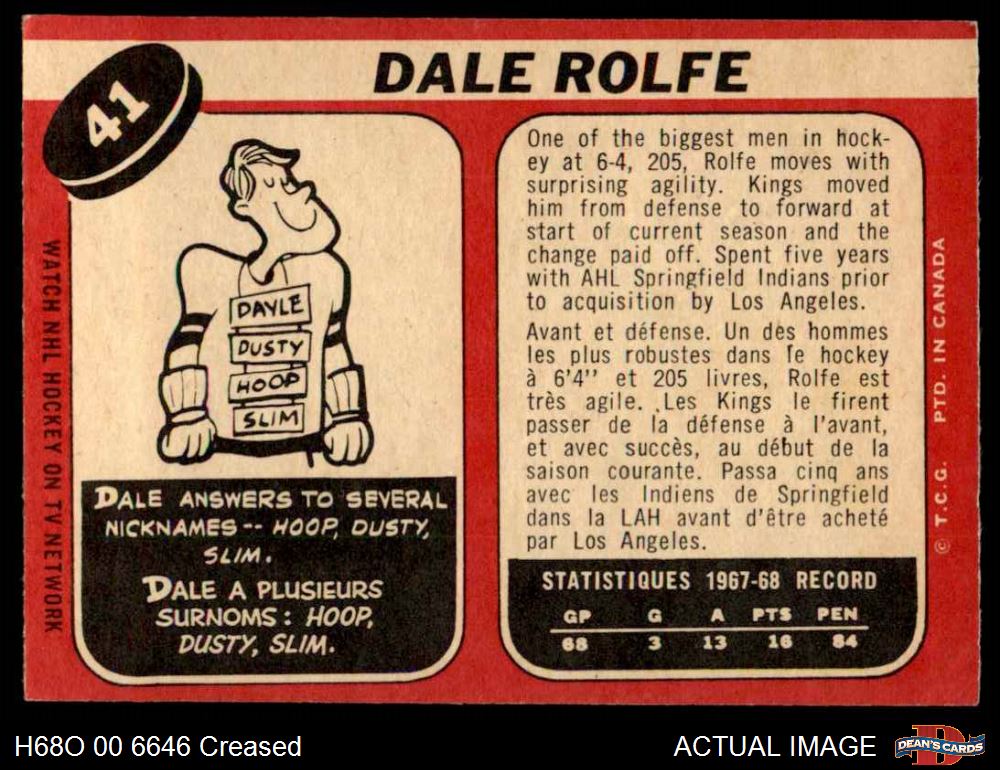 41
DALE ROLFE
WATCH NHL HOCKEY ON TV NETWORK
DAYLE
DUSTY
HOOP
SLIM
DALE ANSWERS TO SEVERAL
NICKNAMES -- HOOP, DUSTY,
SLIM.
DALE A PLUSIEURS
SURNOMS : HOOP,
DUSTY, SLIM.
One of the biggest men in hock-
ey at 6-4, 205, Rolfe moves with
surprising agility. Kings moved
him from defense to forward at
start of current season and the
change paid off. Spent five years
with AHL Springfield Indians prior
to acquisition by Los Angeles.
Avant et défense. Un des hommes
les plus robustes dans le hockey
à 6'4'' et 205 livres, Rolfe est
très agile. Les Kings le firent
passer de la défense à l'avant,
et avec succès, au début de la
saison courante. Passa cinq ans
avec les Indiens de Springfield
dans la LAH avant d'être acheté
par Los Angeles.
STATISTIQUES 1967-68 RECORD
GP G A PTS PEN
68 3 13 16 84
© T.C.G. PTD. IN CANADA
H68O 00 6646 Creased
ACTUAL IMAGE
D
DEAN'S CARDS